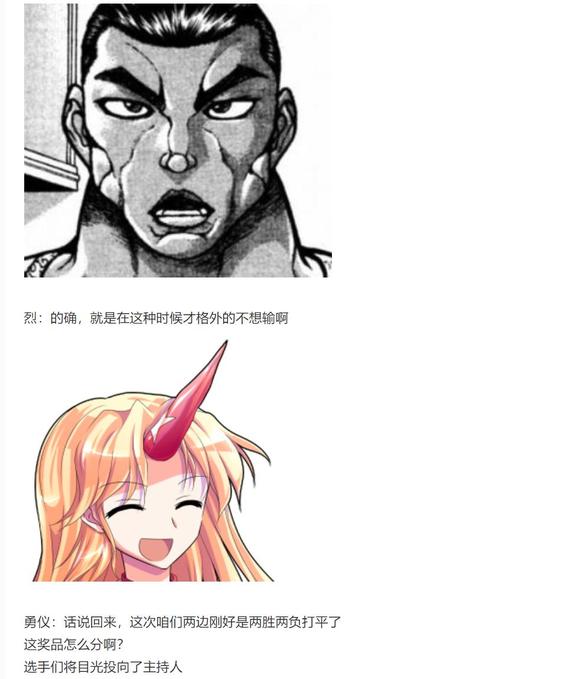 烈：的确，就是在这种时候才格外的不想输啊
勇仪：话说回来，这次咱们两边刚好是两胜两负打平了
这奖品怎么分啊？
选手们将目光投向了主持人